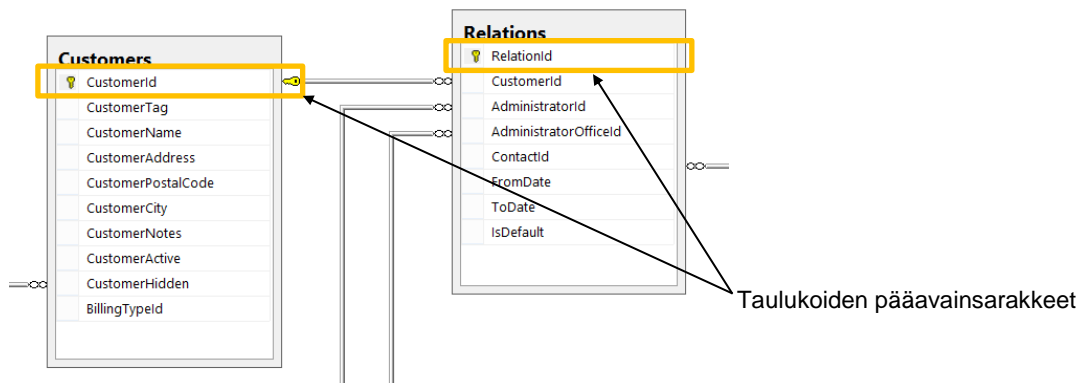 Customers
CustomerId
CustomerTag
CustomerName
CustomerAddress
CustomerPostalCode
CustomerCity
CustomerNotes
CustomerActive
CustomerHidden
BillingTypeId
Relations
RelationId
CustomerId
AdministratorId
AdministratorOfficeId
ContactId
FromDate
ToDate
IsDefault
Taulukoiden pääavainsarakkeet